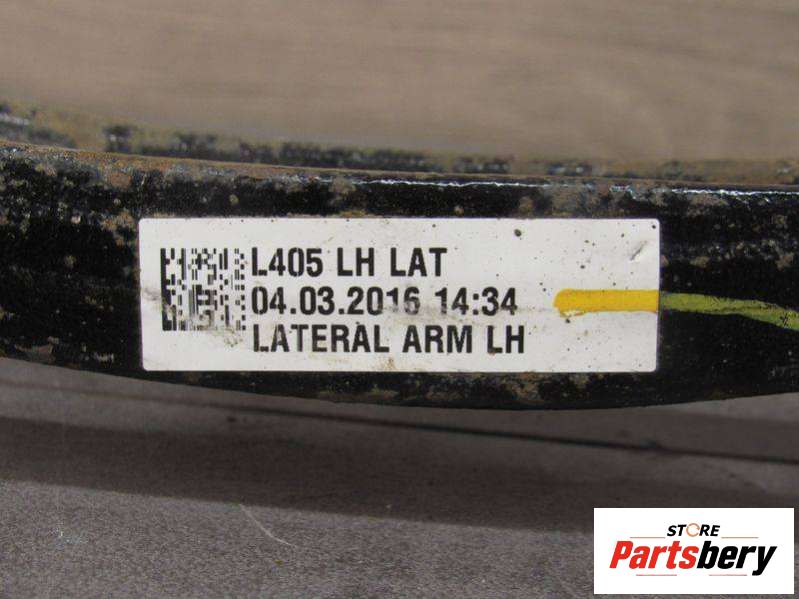 L405 LH LAT
04.03.2016 14:34
LATERAL ARM LH
STORE
Partsbery